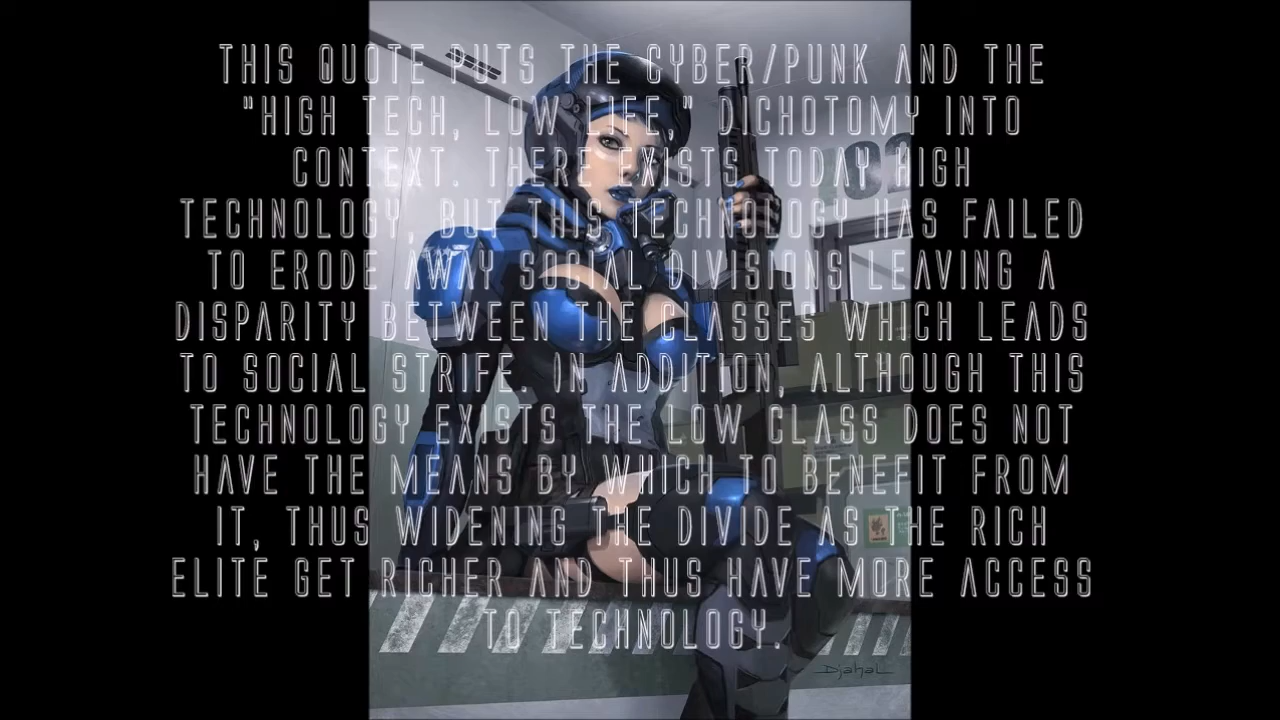 THIS QUOTE PUTS THE CYBER/PUNK AND THE
"HIGH TECH, LOW LIFE," DICHOTOMY INTO
CONTEXT. THERE EXISTS TODAY HIGH
TECHNOLOGY, BUT THIS TECHNOLOGY HAS FAILED
TO ERODE AWAY SOCIAL DIVISIONS LEAVING A
DISPARITY BETWEEN THE CLASSES WHICH LEADS
TO SOCIAL STRIFE. IN ADDITION, ALTHOUGH THIS
TECHNOLOGY EXISTS THE LOW CLASS DOES NOT
HAVE THE MEANS BY WHICH TO BENEFIT FROM
IT, THUS WIDENING THE DIVIDE AS THE RICH
ELITE GET RICHER AND THUS HAVE MORE ACCESS
TO TECHNOLOGY.
02
Djahal